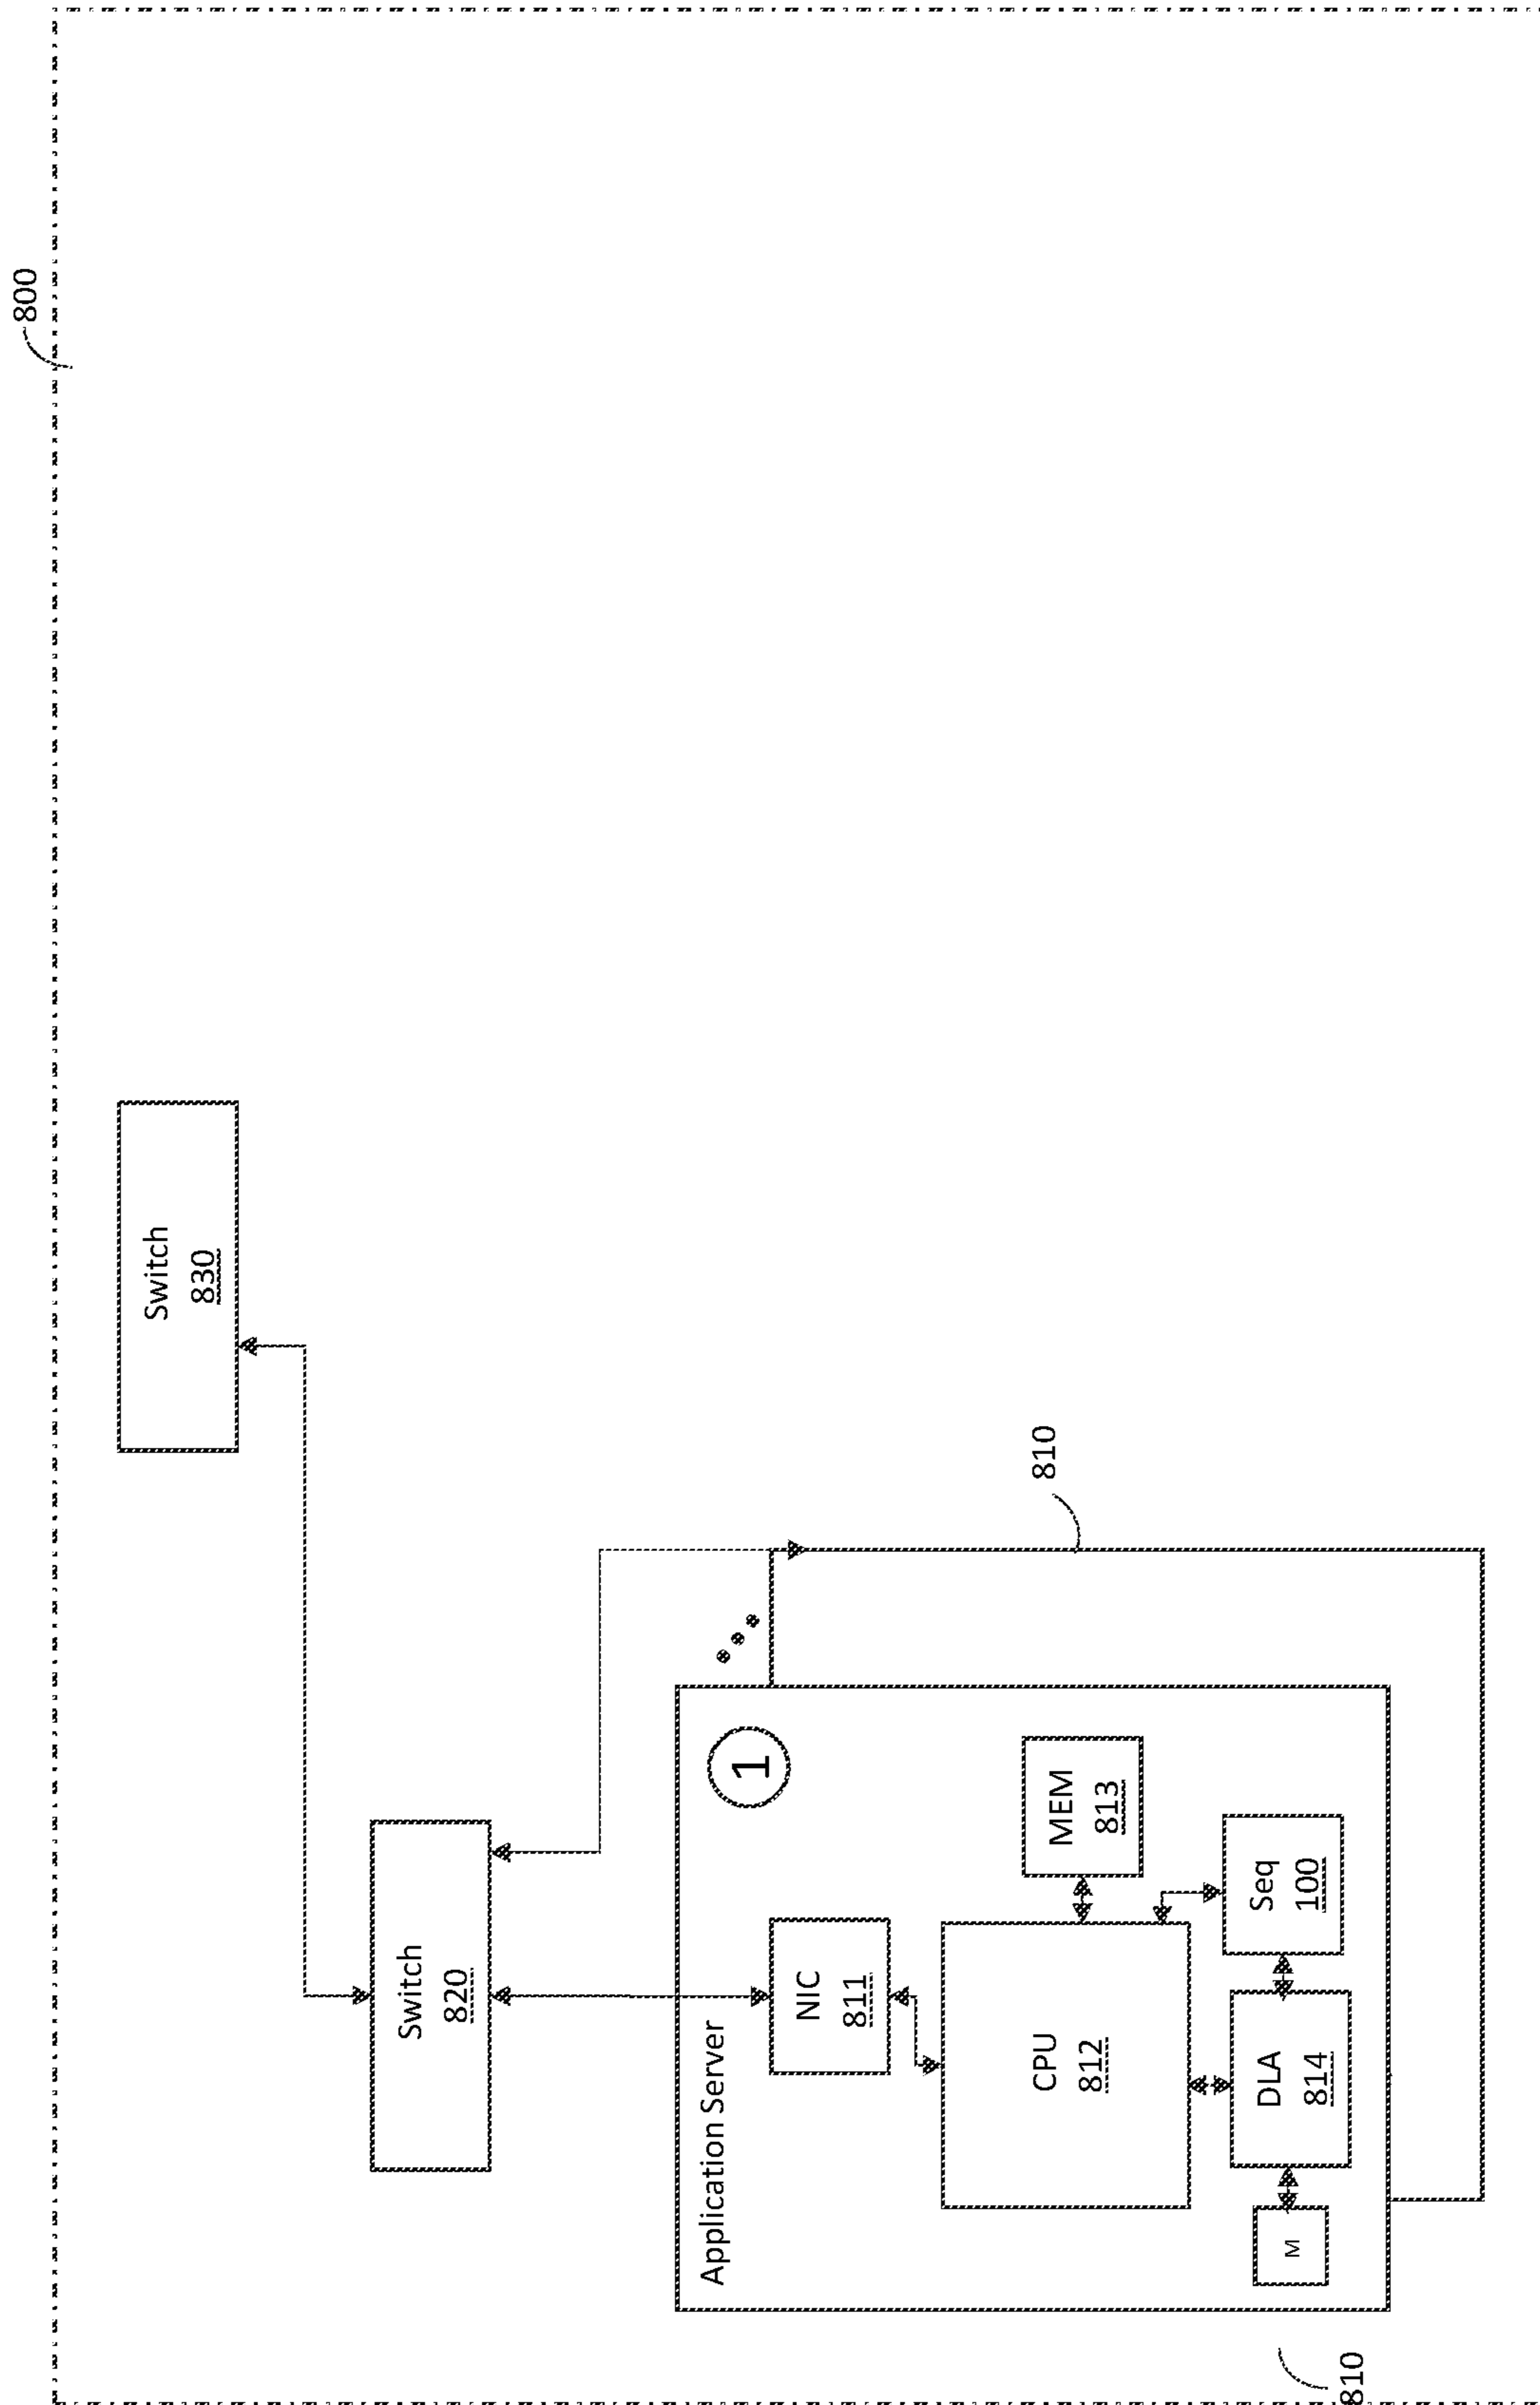 800
Switch
830
Switch
820
810
Application Server
1
NIC
811
CPU
812
MEM
813
DLA
814
Seq
100
M
810